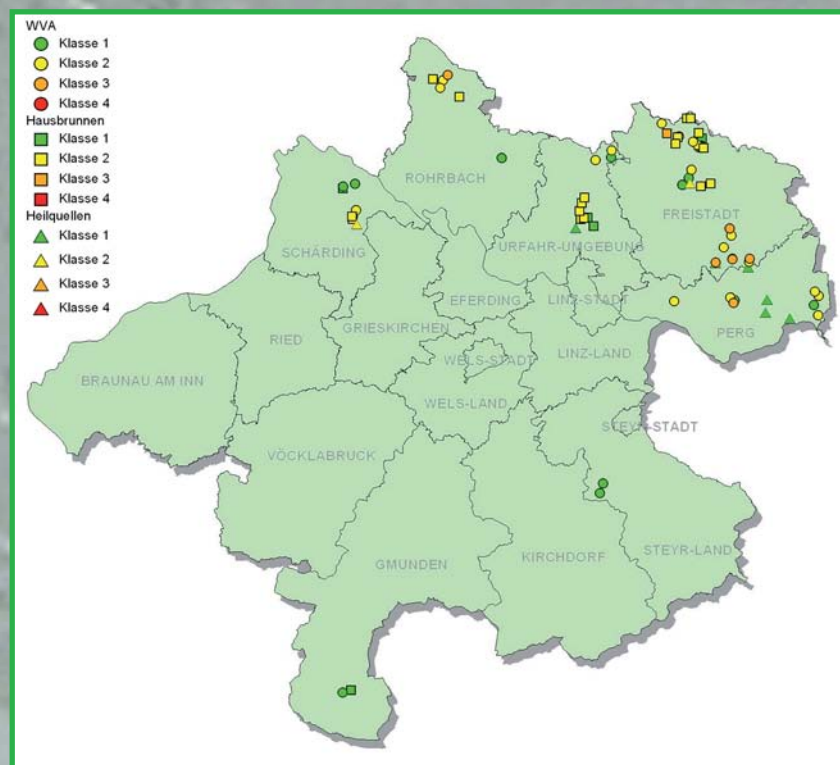 WVA
Klasse 1
Klasse 2
Klasse 3
Klasse 4
Hausbrunnen
Klasse 1
Klasse 2
Klasse 3
Klasse 4
Heilquellen
Klasse 1
Klasse 2
Klasse 3
Klasse 4
ROHRBACH
FREISTADT
SCHÄRDING
URFAHR-UMGEBUNG
EFERDING
LINZ-STADT
GRIESKIRCHEN
PERG
RIED
WELS-STADT
LINZ-LAND
BRAUNAU AM INN
WELS-LAND
STEYR-STADT
VÖCKLABRUCK
STEYR-LAND
KIRCHDORF
GMUNDEN